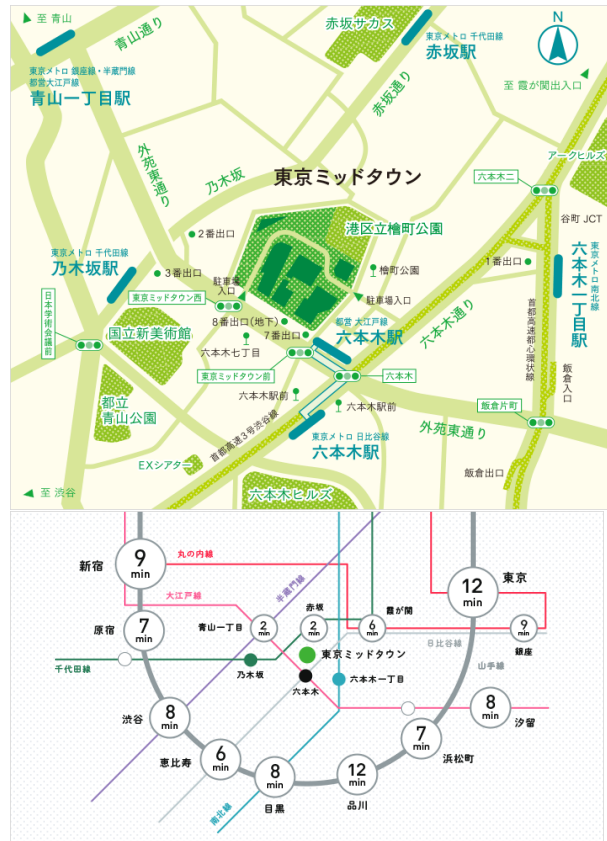 至 青山
青山通り
東京メトロ 銀座線・半蔵門線
都営大江戸線
青山一丁目駅
赤坂サカス
東京メトロ 千代田線
赤坂駅
赤坂通り
N
至 霞が関出入口
アークヒルズ
六本木二
谷町 JCT
外苑東通り
乃木坂
東京ミッドタウン
港区立檜町公園
2番出口
東京メトロ 千代田線
乃木坂駅
3番出口
駐車場
入口
東京ミッドタウン西
檜町公園
駐車場入口
1番出口
東京メトロ 南北線
六本木一丁目駅
首都高速都心環状線
日本学術会議前
国立新美術館
8番出口(地下)
7番出口
都営 大江戸線
六本木駅
六本木通り
六本木七丁目
東京ミッドタウン前
六本木
飯倉入口
都立
青山公園
六本木駅前
六本木駅前
飯倉片町
外苑東通り
首都高速3号渋谷線
東京メトロ 日比谷線
六本木駅
EXシアター
飯倉出口
至 渋谷
六本木ヒルズ
新宿
9
min
丸の内線
大江戸線
半蔵門線
12
min
東京
原宿
7
min
青山一丁目
2
min
赤坂
2
min
霞が関
6
min
9
min
銀座
日比谷線
千代田線
乃木坂
東京ミッドタウン
山手線
六本木
六本木一丁目
渋谷
8
min
8
min
汐留
恵比寿
6
min
7
min
浜松町
8
min
目黒
12
min
品川
南北線